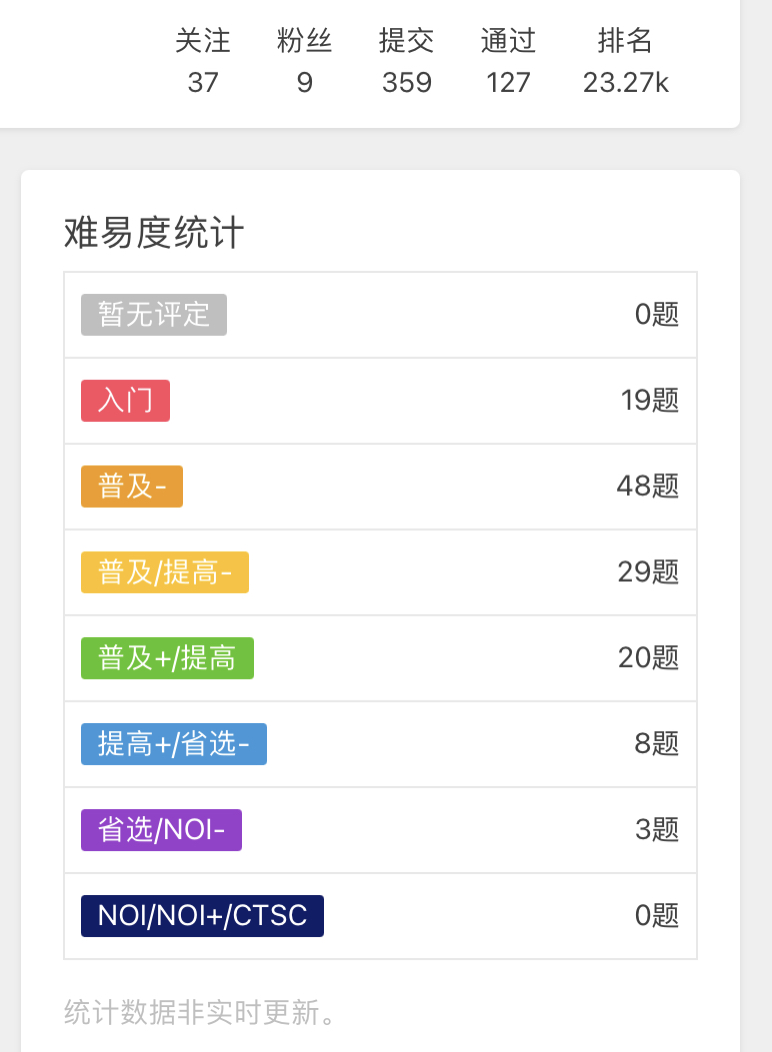 关注 粉丝 提交 通过 排名
37 9 359 127 23.27k
难易度统计
暂无评定 0题
入门 19题
普及- 48题
普及/提高- 29题
普及+/提高 20题
提高+/省选- 8题
省选/NOI- 3题
NOI/NOI+/CTSC 0题
统计数据非实时更新。